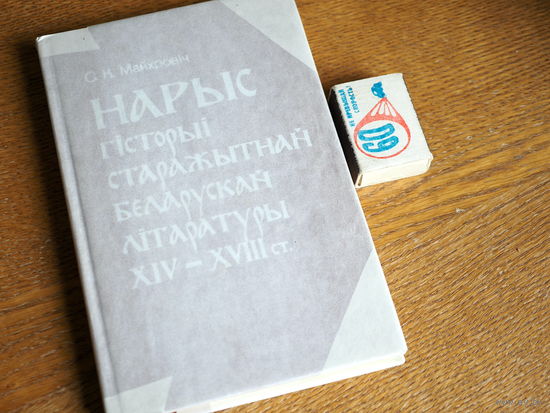 С. К. Майхровіч
НАРЫС
гісторыі
старажытнай
беларускай
літаратуры
XIV – XVIII ст.
60